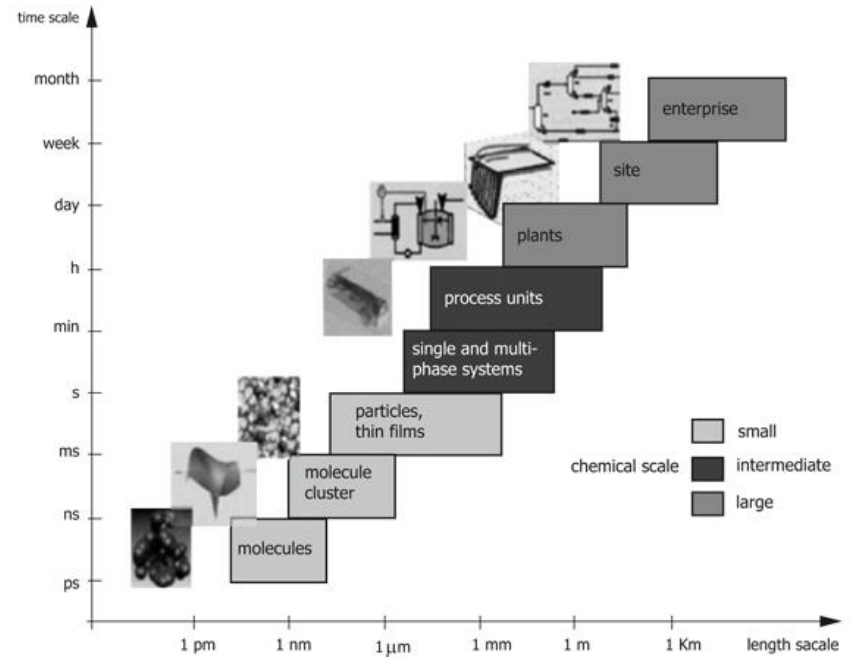 time scale
month
enterprise
week
site
day
plants
h
process units
min
single and multi-
phase systems
s
particles,
thin films
small
ms
chemical scale
intermediate
molecule
cluster
large
ns
molecules
ps
1 pm
1 nm
1 μm
1 mm
1 m
1 Km
length sacale